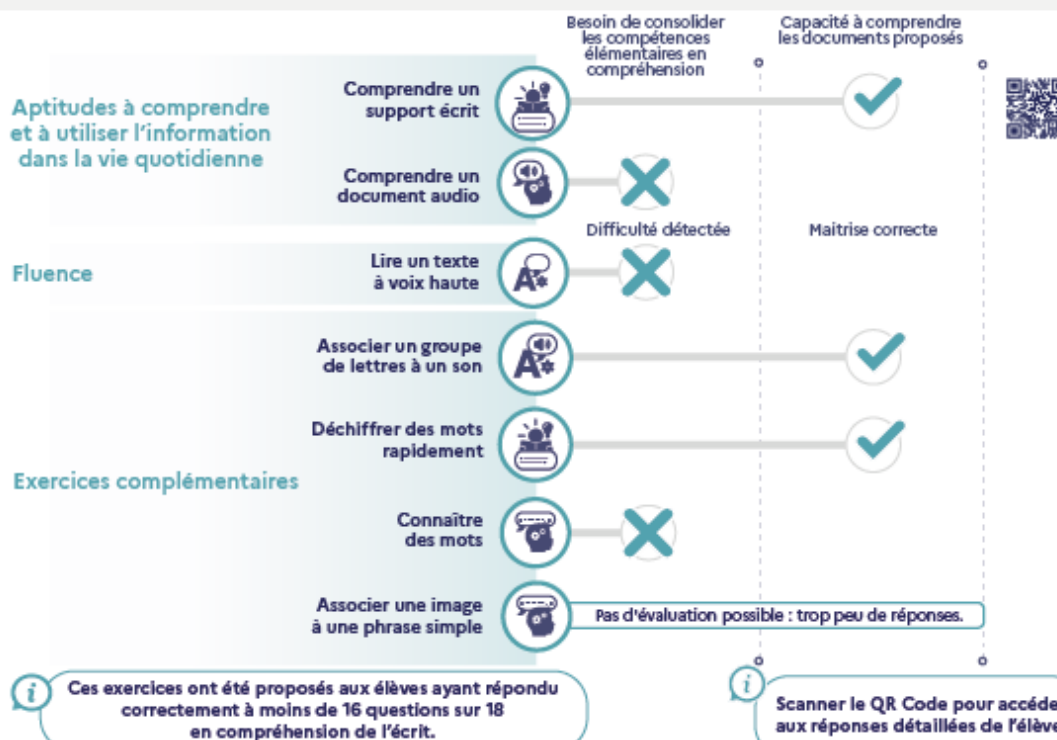 Besoin de consolider
les compétences
élémentaires en
compréhension
Capacité à comprendre
les documents proposés
Aptitudes à comprendre
et à utiliser l'information
dans la vie quotidienne
Comprendre un
support écrit
Comprendre un
document audio
Difficulté détectée
Maitrise correcte
Fluence
Lire un texte
à voix haute
Exercices complémentaires
Associer un groupe
de lettres à un son
Déchiffrer des mots
rapidement
Connaître
des mots
Associer une image
à une phrase simple
Pas d'évaluation possible : trop peu de réponses.
Ces exercices ont été proposés aux élèves ayant répondu
correctement à moins de 16 questions sur 18
en compréhension de l'écrit.
Scanner le QR Code pour accéde
aux réponses détaillées de l'élève